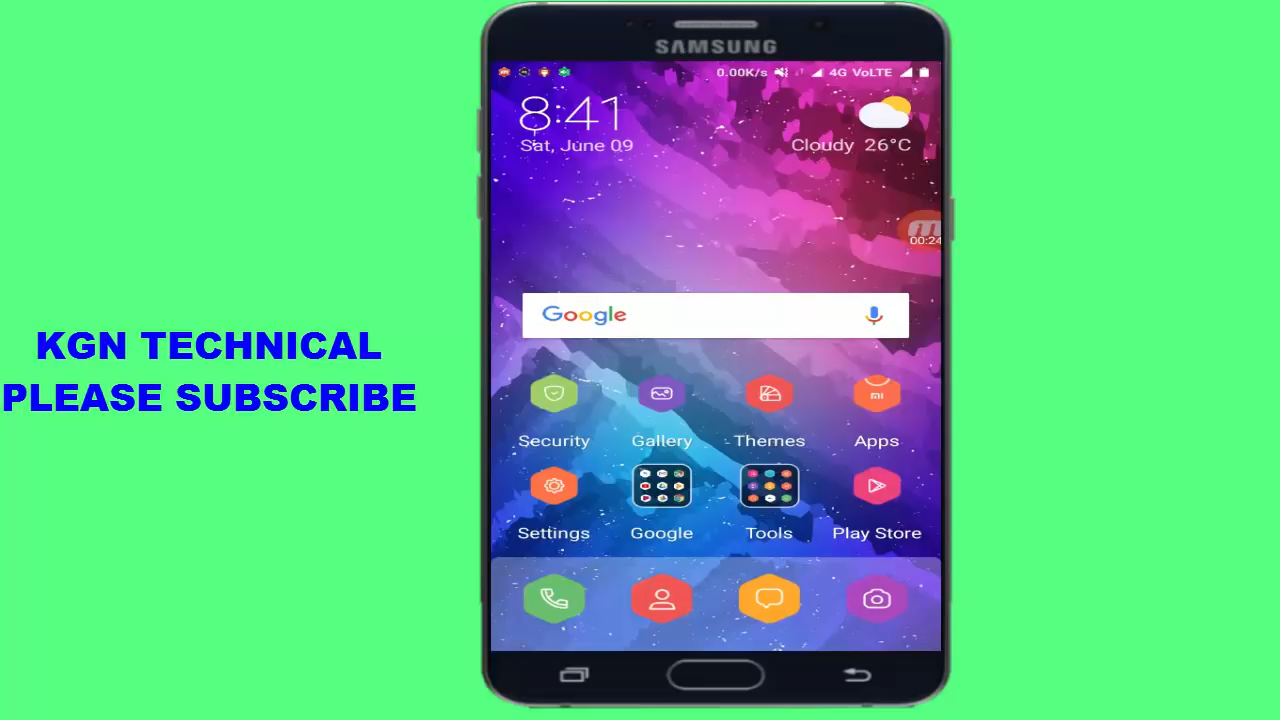 SAMSUNG
0.00K/s 4G VoLTE
8:41
Sat, June 09
Cloudy 26°C
00:24
Google
KGN TECHNICAL
PLEASE SUBSCRIBE
mi
Security Gallery Themes Apps
Settings Google Tools Play Store